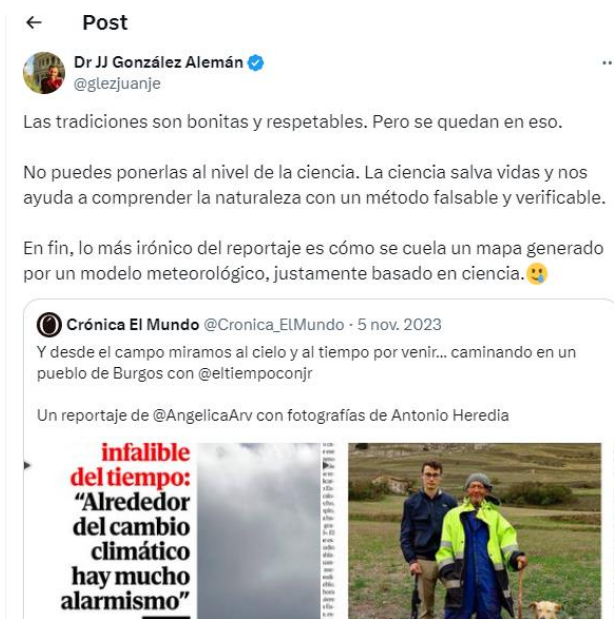 Post
Dr JJ González Alemán
@glezjuanje
Las tradiciones son bonitas y respetables. Pero se quedan en eso.
No puedes ponerlas al nivel de la ciencia. La ciencia salva vidas y nos
ayuda a comprender la naturaleza con un método falsable y verificable.
En fin, lo más irónico del reportaje es cómo se cuela un mapa generado
por un modelo meteorológico, justamente basado en ciencia.🥲
Crónica El Mundo @Cronica_ElMundo · 5 nov. 2023
Y desde el campo miramos al cielo y al tiempo por venir... caminando en un
pueblo de Burgos con @eltiempoconjr
Un reportaje de @AngelicaArv con fotografías de Antonio Heredia
infalible
del tiempo:
“Alrededor
del cambio
climático
hay mucho
alarmismo”